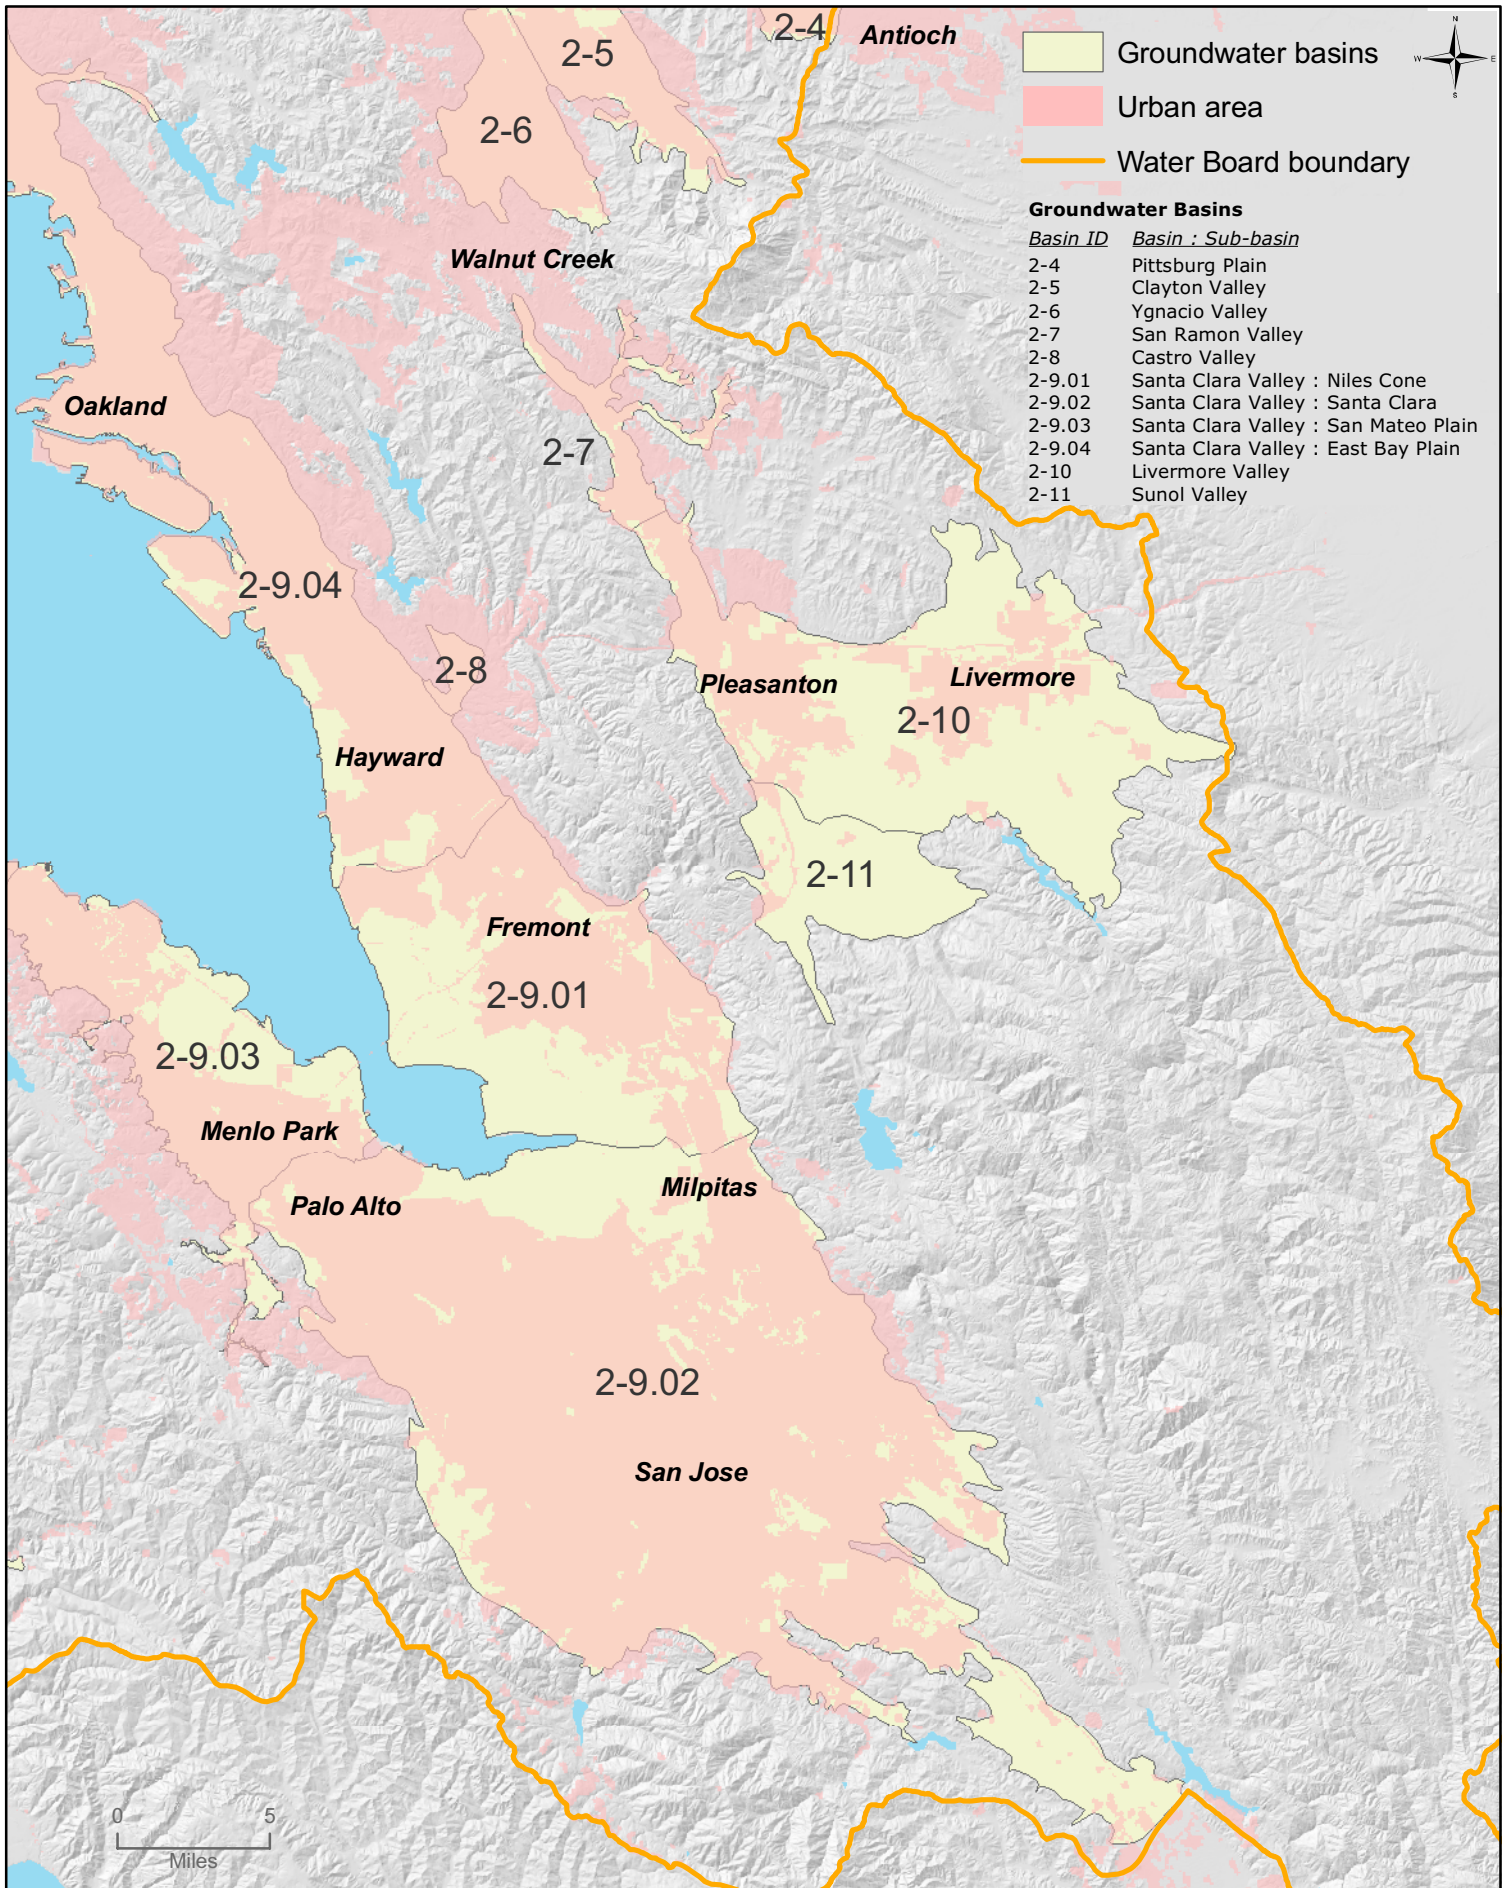 2-4
Antioch
2-5
Groundwater basins
N
W
E
S
Urban area
2-6
Water Board boundary
Groundwater Basins
Basin ID Basin : Sub-basin
2-4 Pittsburg Plain
2-5 Clayton Valley
2-6 Ygnacio Valley
2-7 San Ramon Valley
2-8 Castro Valley
2-9.01 Santa Clara Valley : Niles Cone
2-9.02 Santa Clara Valley : Santa Clara
2-9.03 Santa Clara Valley : San Mateo Plain
2-9.04 Santa Clara Valley : East Bay Plain
2-10 Livermore Valley
2-11 Sunol Valley
Walnut Creek
Oakland
2-7
2-9.04
2-8
Pleasanton
Livermore
2-10
Hayward
2-11
Fremont
2-9.01
2-9.03
Menlo Park
Palo Alto
Milpitas
2-9.02
San Jose
0 5
Miles